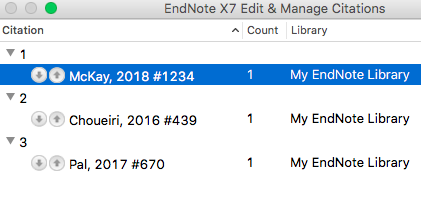 EndNote X7 Edit & Manage Citations
Citation Count Library
1
McKay, 2018 #1234 1 My EndNote Library
2
Choueiri, 2016 #439 1 My EndNote Library
3
Pal, 2017 #670 1 My EndNote Library